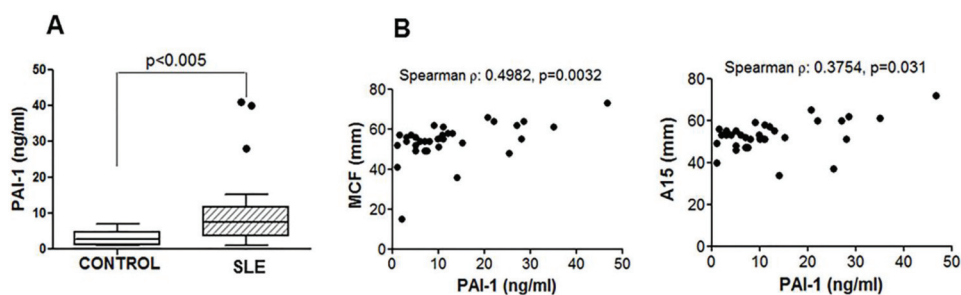 A
p<0.005
PAI-1 (ng/ml)
50
40
30
20
10
0
CONTROL
SLE
B
Spearman ρ: 0.4982, p=0.0032
MCF (mm)
80
60
40
20
0
0 10 20 30 40 50
PAI-1 (ng/ml)
Spearman ρ: 0.3754, p=0.031
A15 (mm)
80
60
40
20
0
0 10 20 30 40 50
PAI-1 (ng/ml)